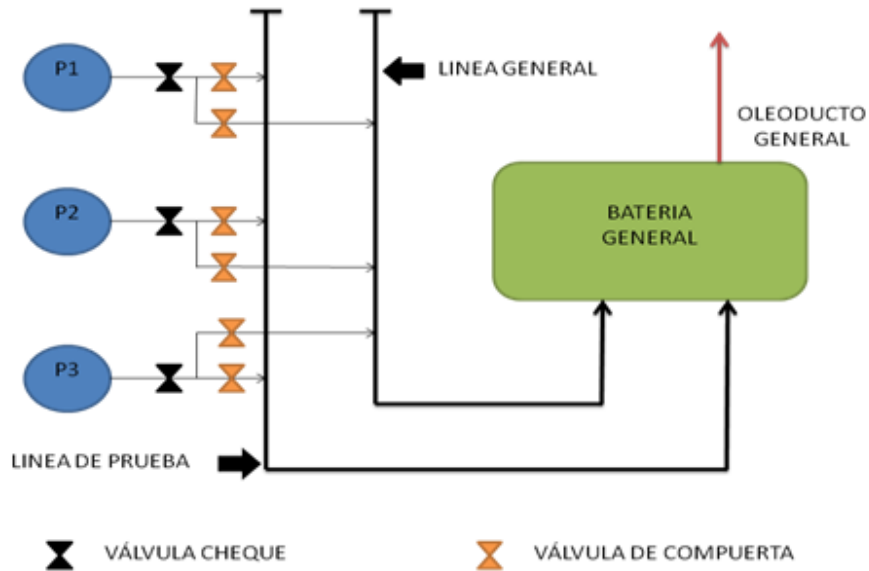 P1
LINEA GENERAL
OLEODUCTO
GENERAL
P2
BATERIA
GENERAL
P3
LINEA DE PRUEBA
VÁLVULA CHEQUE
VÁLVULA DE COMPUERTA